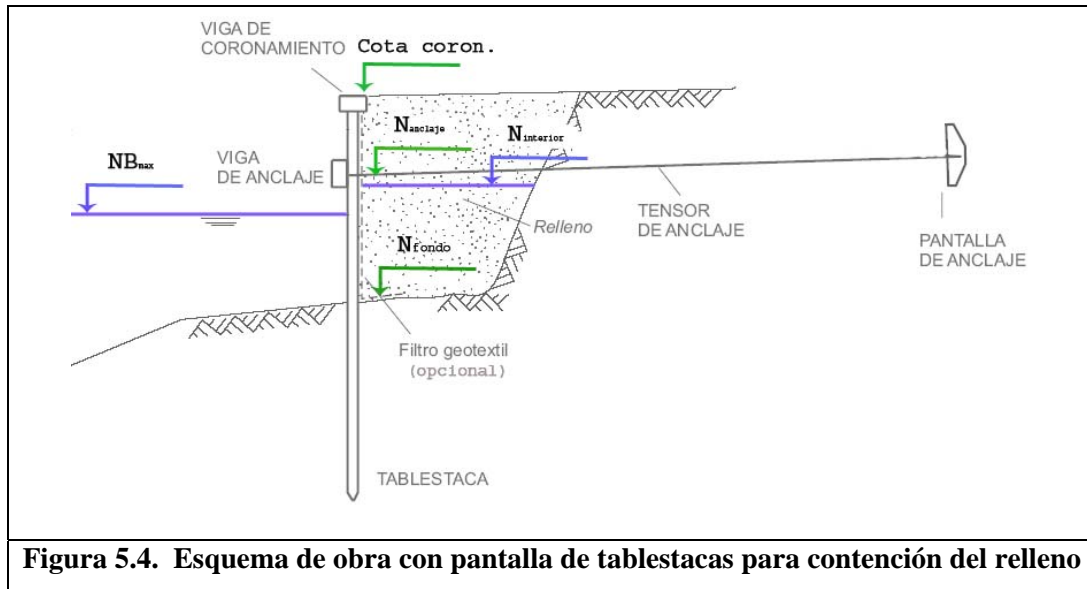 VIGA DE
CORONAMIENTO
Cota coron.
Nanclaje
Ninterior
NBmax
VIGA
DE ANCLAJE
Relleno
TENSOR
DE ANCLAJE
PANTALLA
DE ANCLAJE
Nfondo
Filtro geotextil
(opcional)
TABLESTACA
Figura 5.4. Esquema de obra con pantalla de tablestacas para contención del relleno